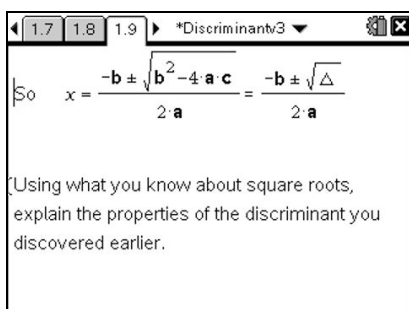 1.7 1.8 1.9 *Discriminantv3
So x = (-b ± √(b²-4·a·c))/(2·a) = (-b ± √△)/(2·a)
Using what you know about square roots,
explain the properties of the discriminant you
discovered earlier.